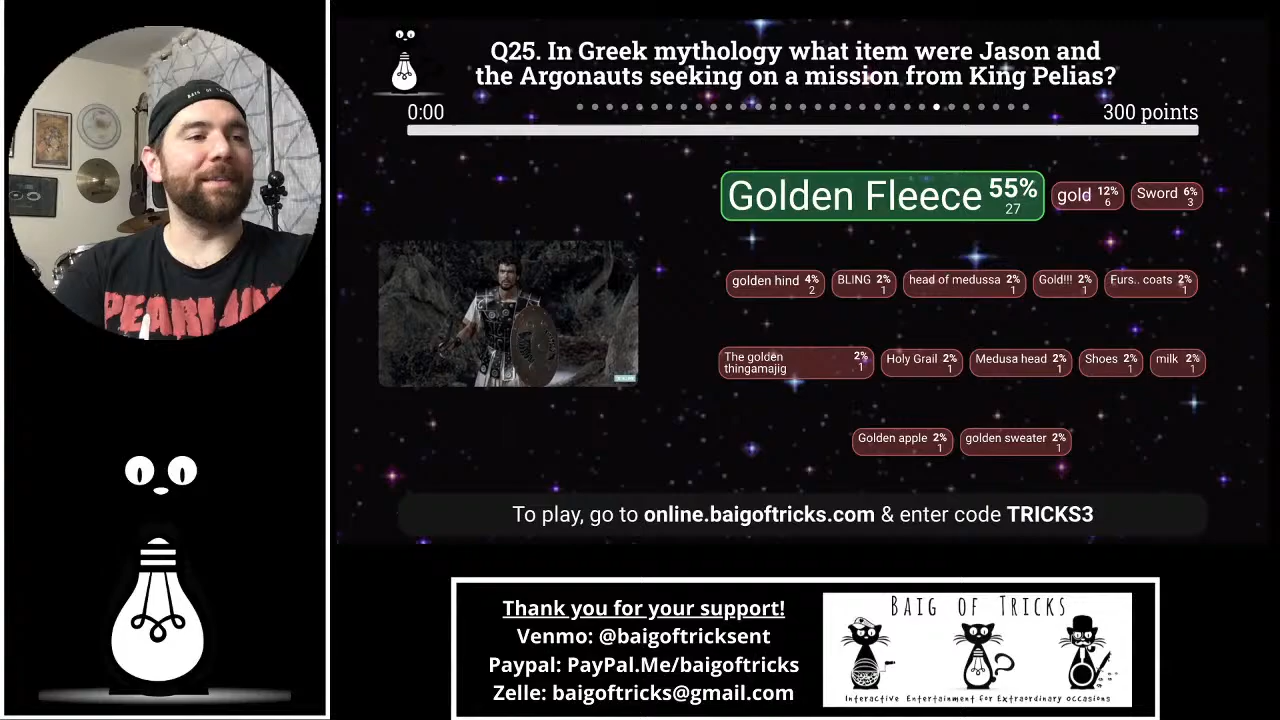 Q25. In Greek mythology what item were Jason and
the Argonauts seeking on a mission from King Pelias?
0:00
300 points
Golden Fleece 55% 27
gold 12% 6
Sword 6% 3
golden hind 4% 2
BLING 2% 1
head of medussa 2% 1
Gold!!! 2% 1
Furs.. coats 2% 1
The golden
thingamajig 2% 1
Holy Grail 2% 1
Medusa head 2% 1
Shoes 2% 1
milk 2% 1
Golden apple 2% 1
golden sweater 2% 1
To play, go to online.baigoftricks.com & enter code TRICKS3
Thank you for your support!
Venmo: @baigoftricksent
Paypal: PayPal.Me/baigoftricks
Zelle: baigoftricks@gmail.com
BAIG OF TRICKS
Interactive Entertainment for Extraordinary occasions